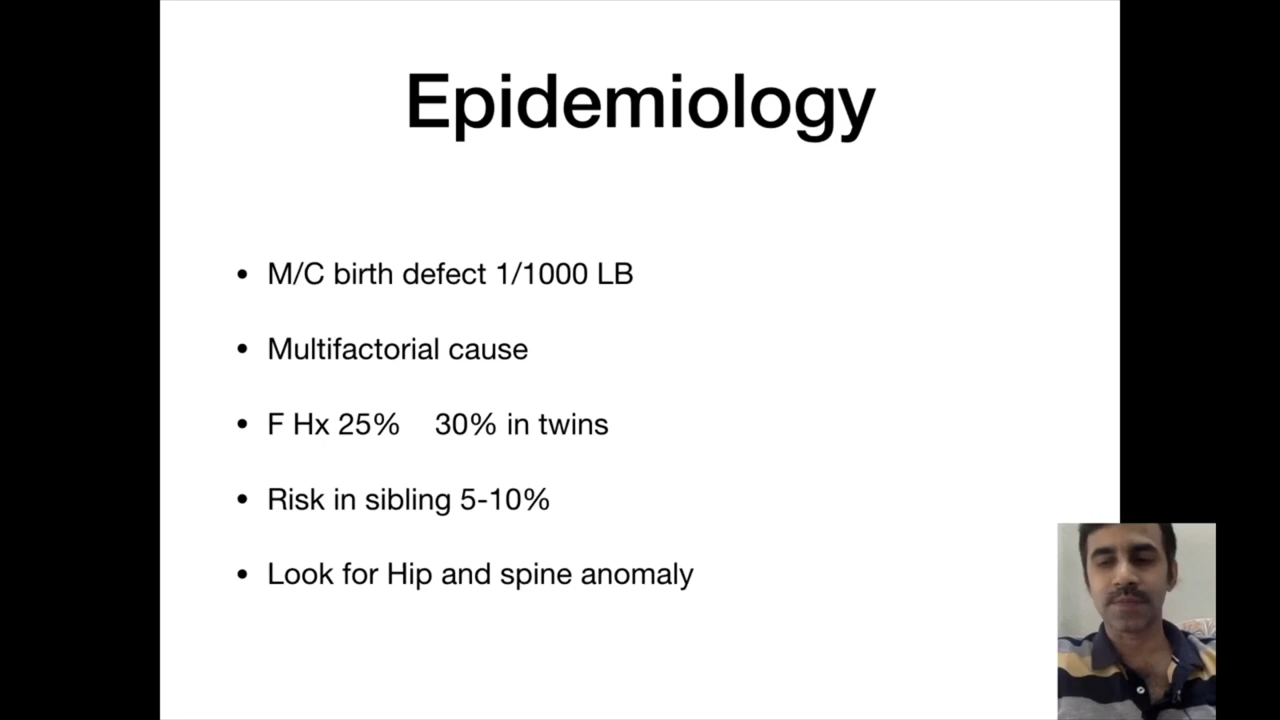 Epidemiology
• M/C birth defect 1/1000 LB
• Multifactorial cause
• F Hx 25% 30% in twins
• Risk in sibling 5-10%
• Look for Hip and spine anomaly